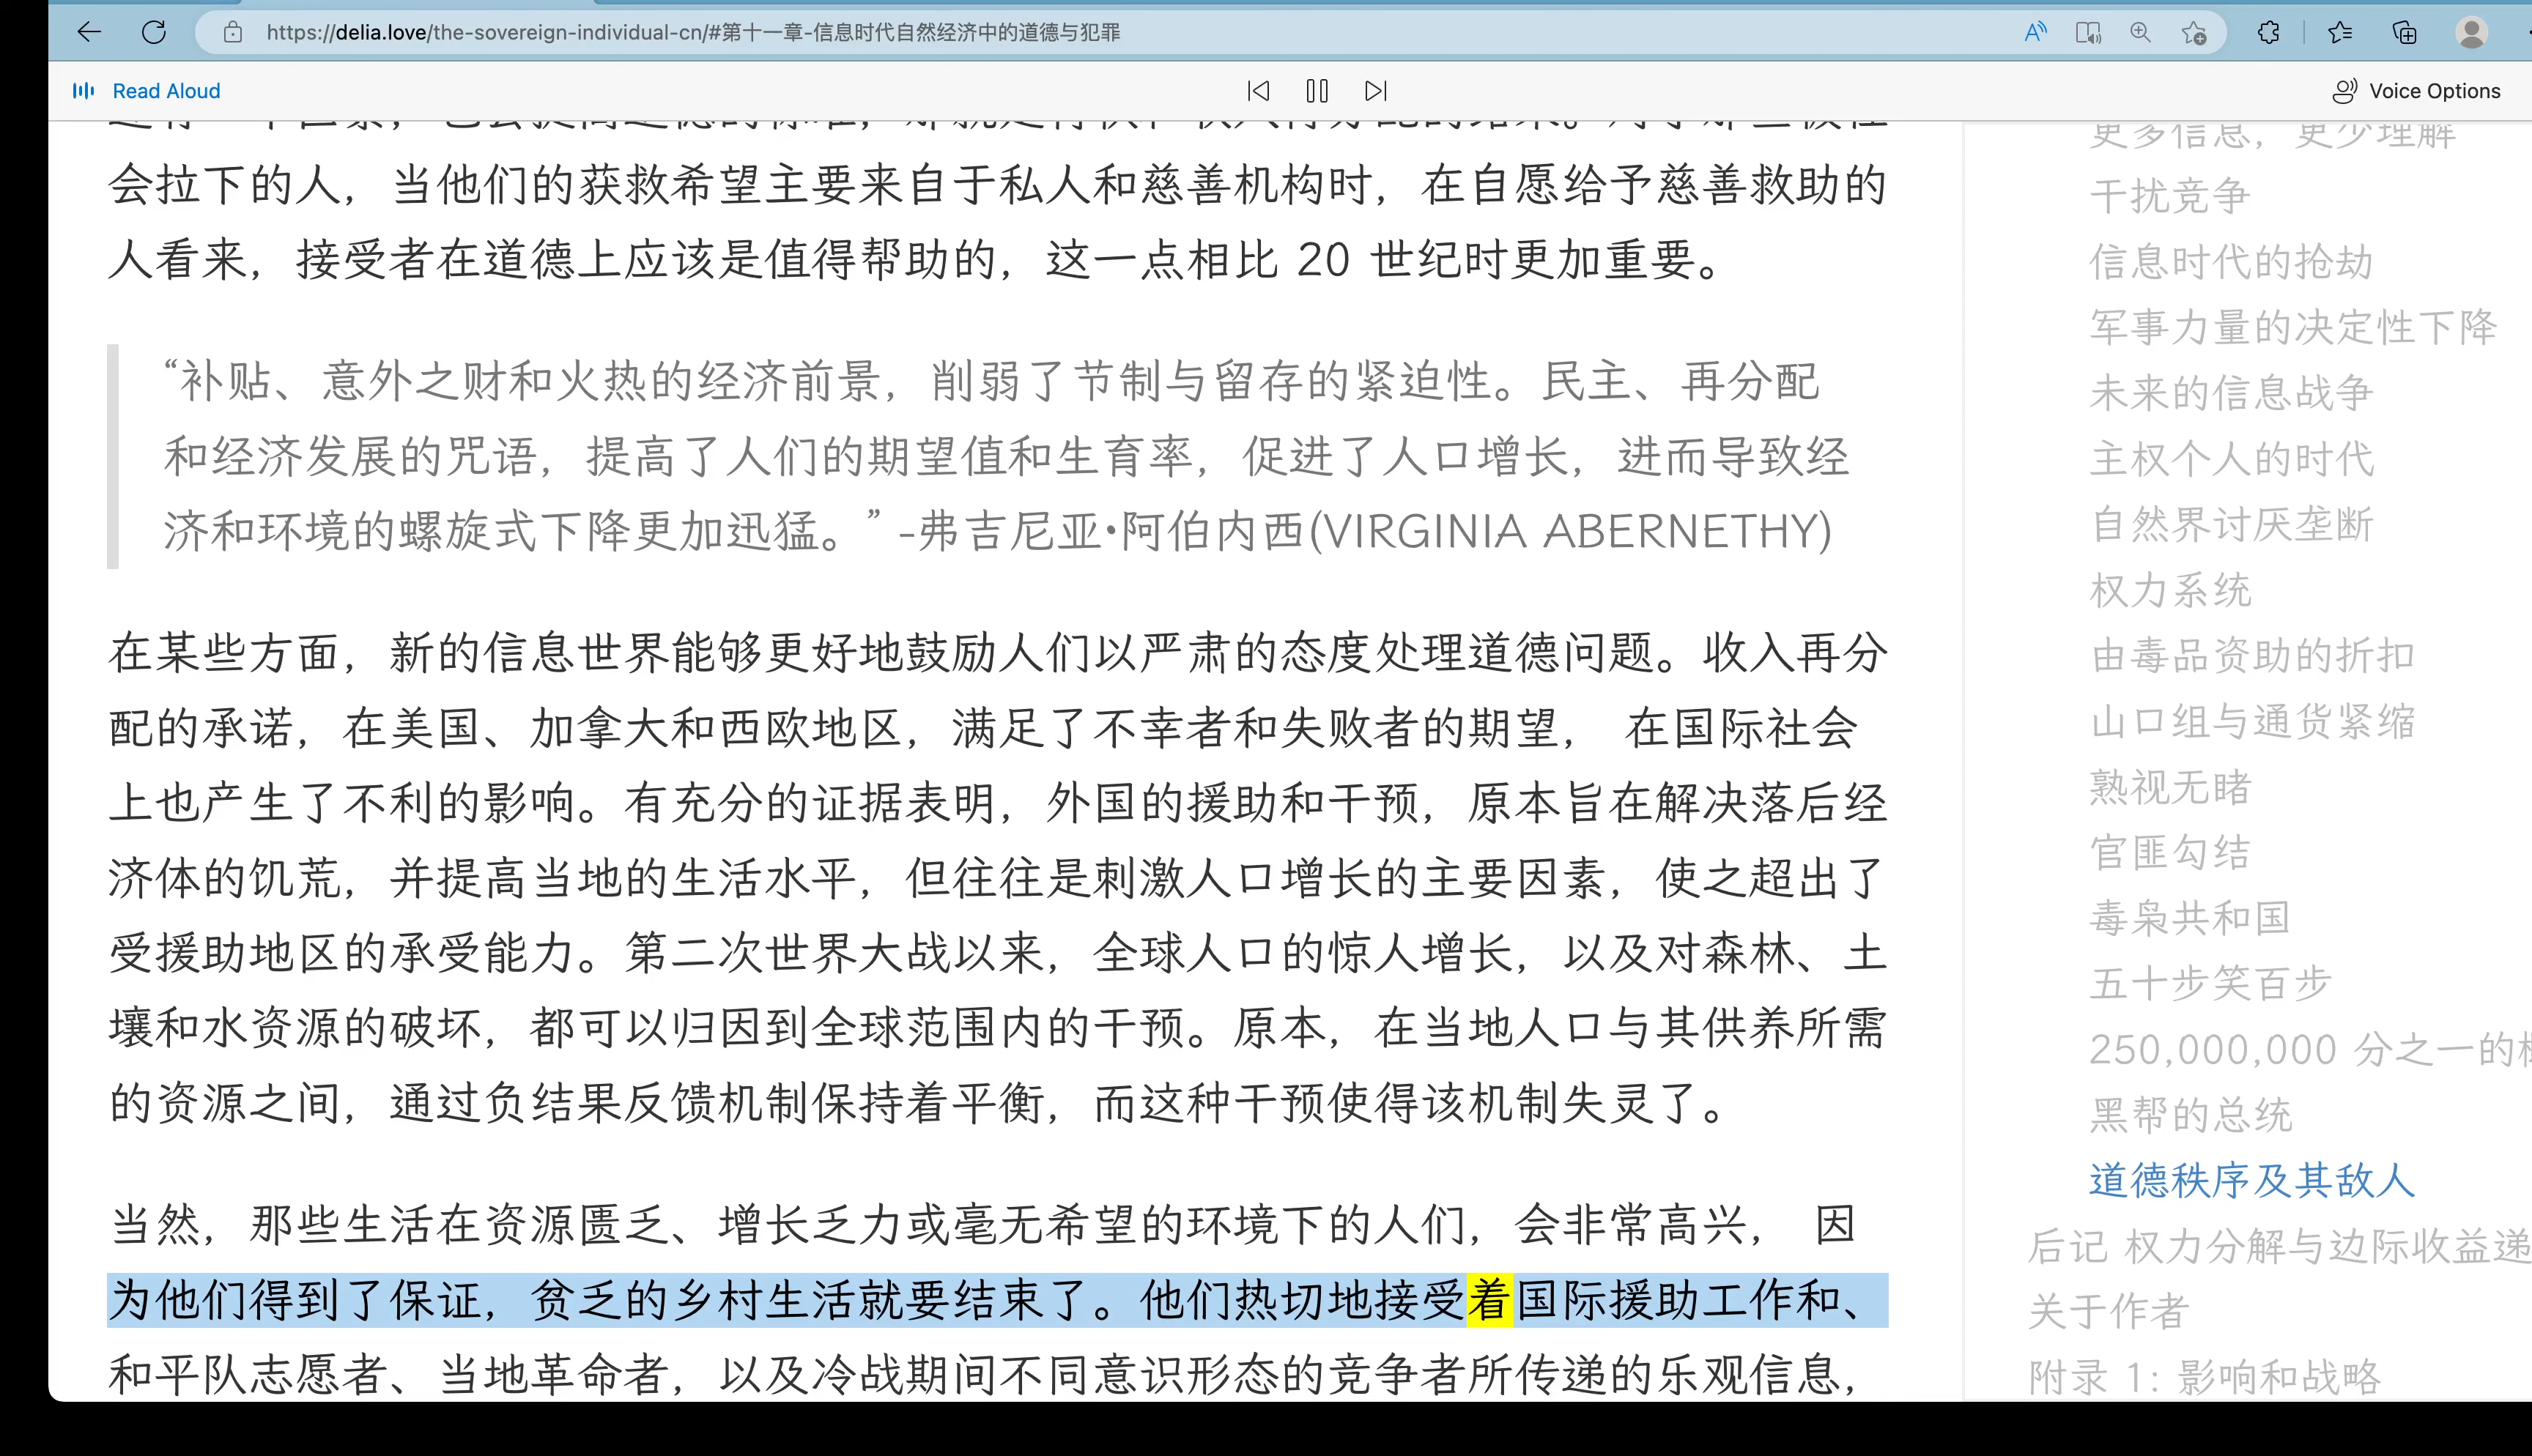 https://delia.love/the-sovereign-individual-cn/#第十一章-信息时代自然经济中的道德与犯罪
Read Aloud
Voice Options
会拉下的人，当他们的获救希望主要来自于私人和慈善机构时，在自愿给予慈善救助的
人看来，接受者在道德上应该是值得帮助的，这一点相比 20 世纪时更加重要。
“补贴、意外之财和火热的经济前景，削弱了节制与留存的紧迫性。民主、再分配
和经济发展的咒语，提高了人们的期望值和生育率，促进了人口增长，进而导致经
济和环境的螺旋式下降更加迅猛。” -弗吉尼亚•阿伯内西(VIRGINIA ABERNETHY)
在某些方面，新的信息世界能够更好地鼓励人们以严肃的态度处理道德问题。收入再分
配的承诺，在美国、加拿大和西欧地区，满足了不幸者和失败者的期望， 在国际社会
上也产生了不利的影响。有充分的证据表明，外国的援助和干预，原本旨在解决落后经
济体的饥荒，并提高当地的生活水平，但往往是刺激人口增长的主要因素，使之超出了
受援助地区的承受能力。第二次世界大战以来，全球人口的惊人增长，以及对森林、土
壤和水资源的破坏，都可以归因到全球范围内的干预。原本，在当地人口与其供养所需
的资源之间，通过负结果反馈机制保持着平衡，而这种干预使得该机制失灵了。
当然，那些生活在资源匮乏、增长乏力或毫无希望的环境下的人们，会非常高兴， 因
为他们得到了保证，贫乏的乡村生活就要结束了。他们热切地接受着国际援助工作和、
和平队志愿者、当地革命者，以及冷战期间不同意识形态的竞争者所传递的乐观信息，
更多信息，更少理解
干扰竞争
信息时代的抢劫
军事力量的决定性下降
未来的信息战争
主权个人的时代
自然界讨厌垄断
权力系统
由毒品资助的折扣
山口组与通货紧缩
熟视无睹
官匪勾结
毒枭共和国
五十步笑百步
250,000,000 分之一的
黑帮的总统
道德秩序及其敌人
后记 权力分解与边际收益递
关于作者
附录 1: 影响和战略